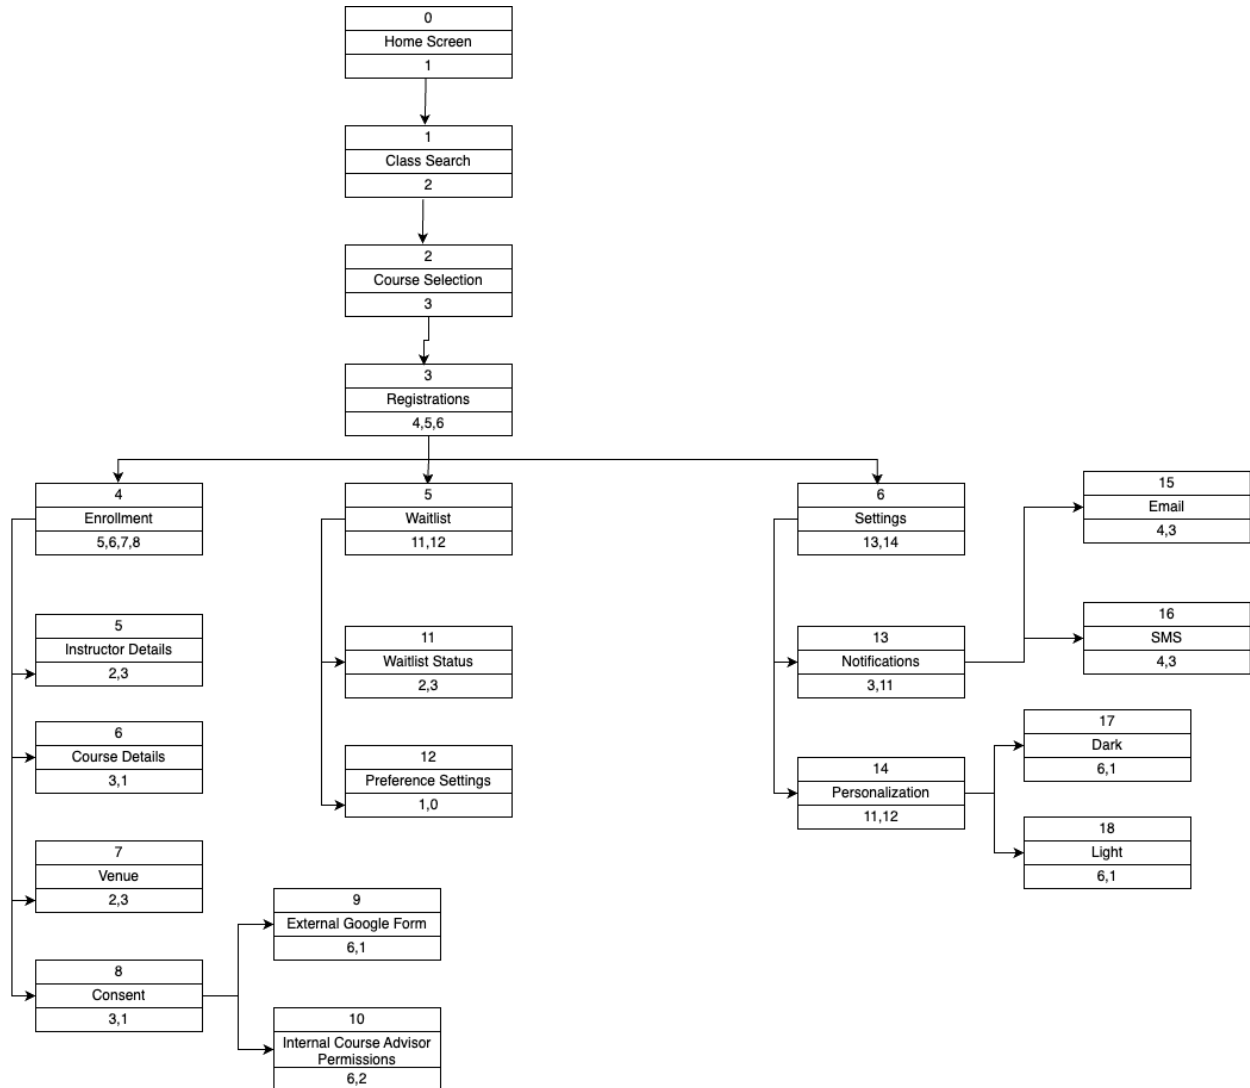 0
Home Screen
1
1
Class Search
2
2
Course Selection
3
3
Registrations
4,5,6
4
Enrollment
5,6,7,8
5
Instructor Details
2,3
6
Course Details
3,1
7
Venue
2,3
8
Consent
3,1
9
External Google Form
6,1
10
Internal Course Advisor
Permissions
6,2
5
Waitlist
11,12
11
Waitlist Status
2,3
12
Preference Settings
1,0
6
Settings
13,14
13
Notifications
3,11
14
Personalization
11,12
15
Email
4,3
16
SMS
4,3
17
Dark
6,1
18
Light
6,1